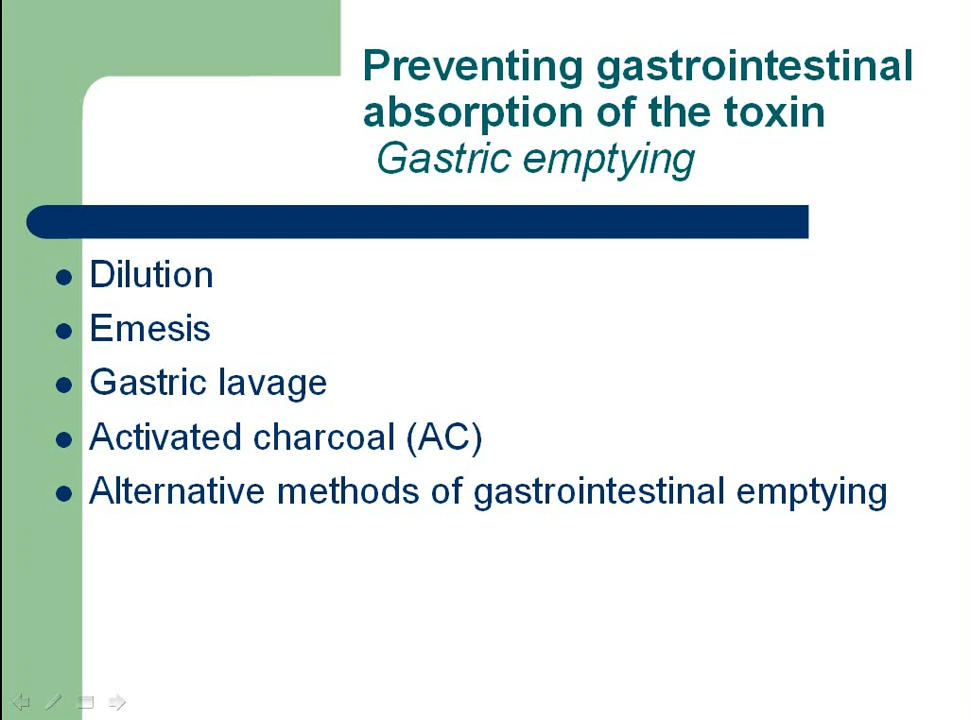 Preventing gastrointestinal
absorption of the toxin
Gastric emptying
Dilution
Emesis
Gastric lavage
Activated charcoal (AC)
Alternative methods of gastrointestinal emptying